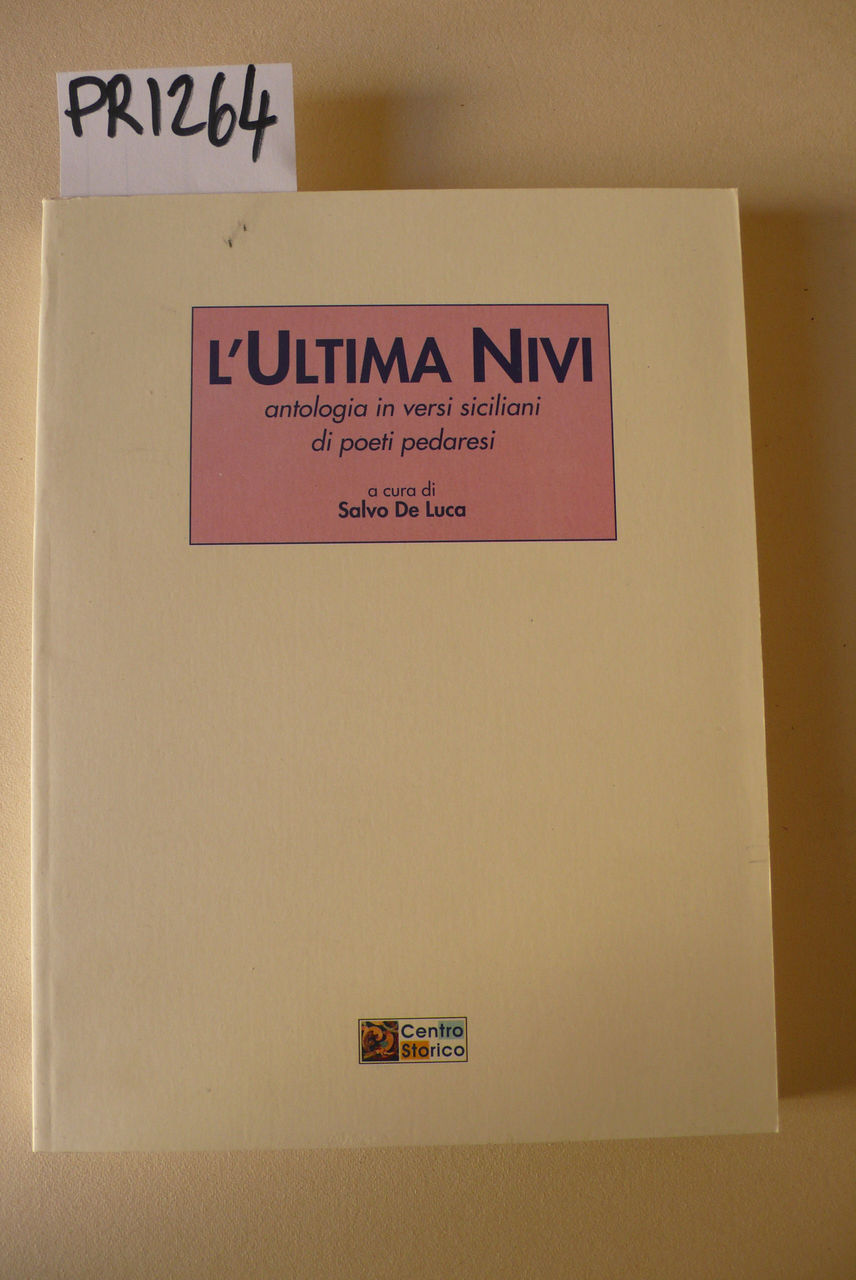 PR1264
L'ULTIMA NIVI
antologia in versi siciliani
di poeti pedaresi
a cura di
Salvo De Luca
Centro
Storico